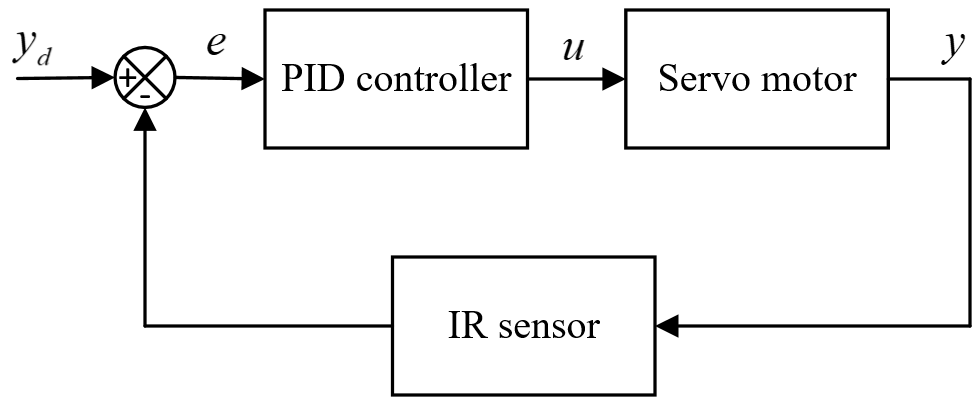 y_d
+
-
e
PID controller
u
Servo motor
y
IR sensor